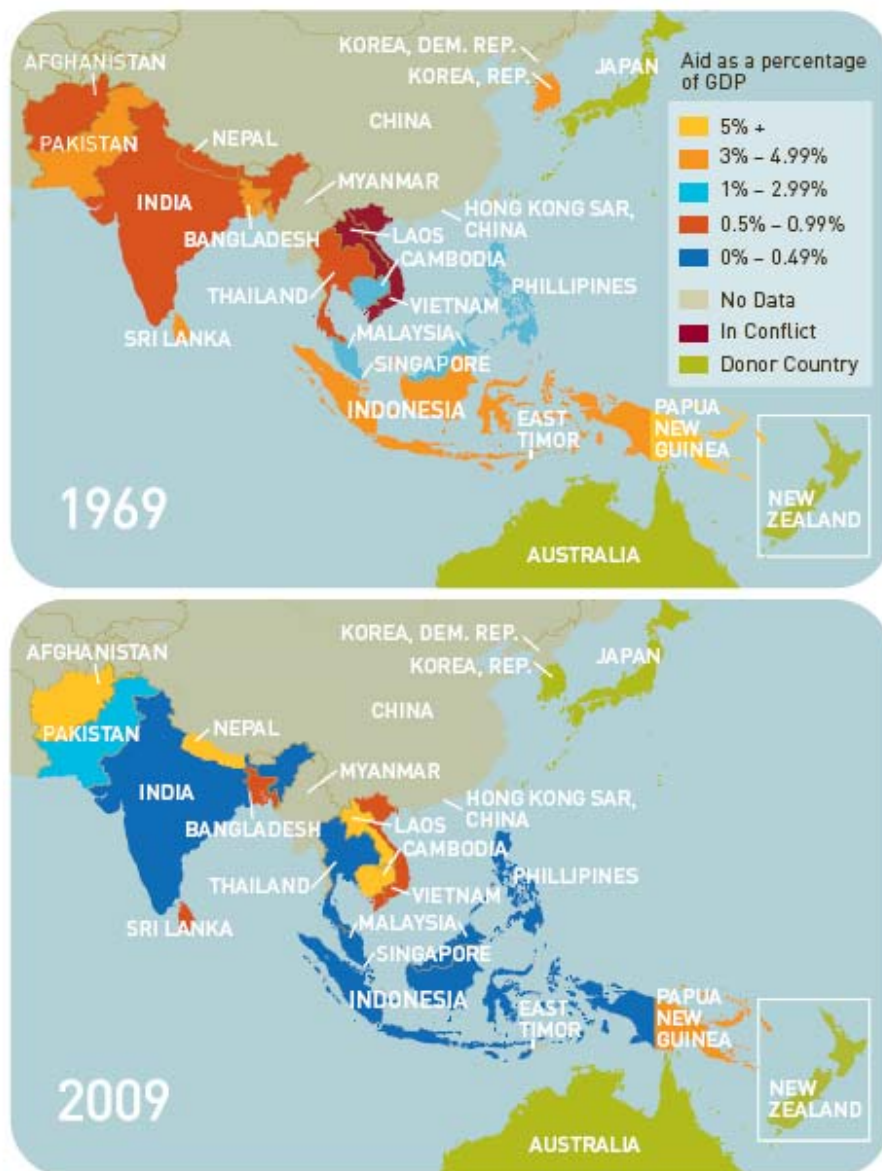 AFGHANISTAN
KOREA, DEM. REP.
KOREA, REP.
JAPAN
PAKISTAN
NEPAL
CHINA
INDIA
MYANMAR
BANGLADESH
HONG KONG SAR,
CHINA
LAOS
CAMBODIA
THAILAND
PHILLIPINES
VIETNAM
SRI LANKA
MALAYSIA
SINGAPORE
INDONESIA
EAST
TIMOR
PAPUA
NEW
GUINEA
NEW
ZEALAND
AUSTRALIA
1969
Aid as a percentage
of GDP
5% +
3% – 4.99%
1% – 2.99%
0.5% – 0.99%
0% – 0.49%
No Data
In Conflict
Donor Country
KOREA, DEM. REP.
AFGHANISTAN
KOREA, REP.
JAPAN
PAKISTAN
NEPAL
CHINA
INDIA
MYANMAR
BANGLADESH
HONG KONG SAR,
CHINA
LAOS
CAMBODIA
THAILAND
PHILLIPINES
VIETNAM
SRI LANKA
MALAYSIA
SINGAPORE
INDONESIA
EAST
TIMOR
PAPUA
NEW
GUINEA
NEW
ZEALAND
AUSTRALIA
2009